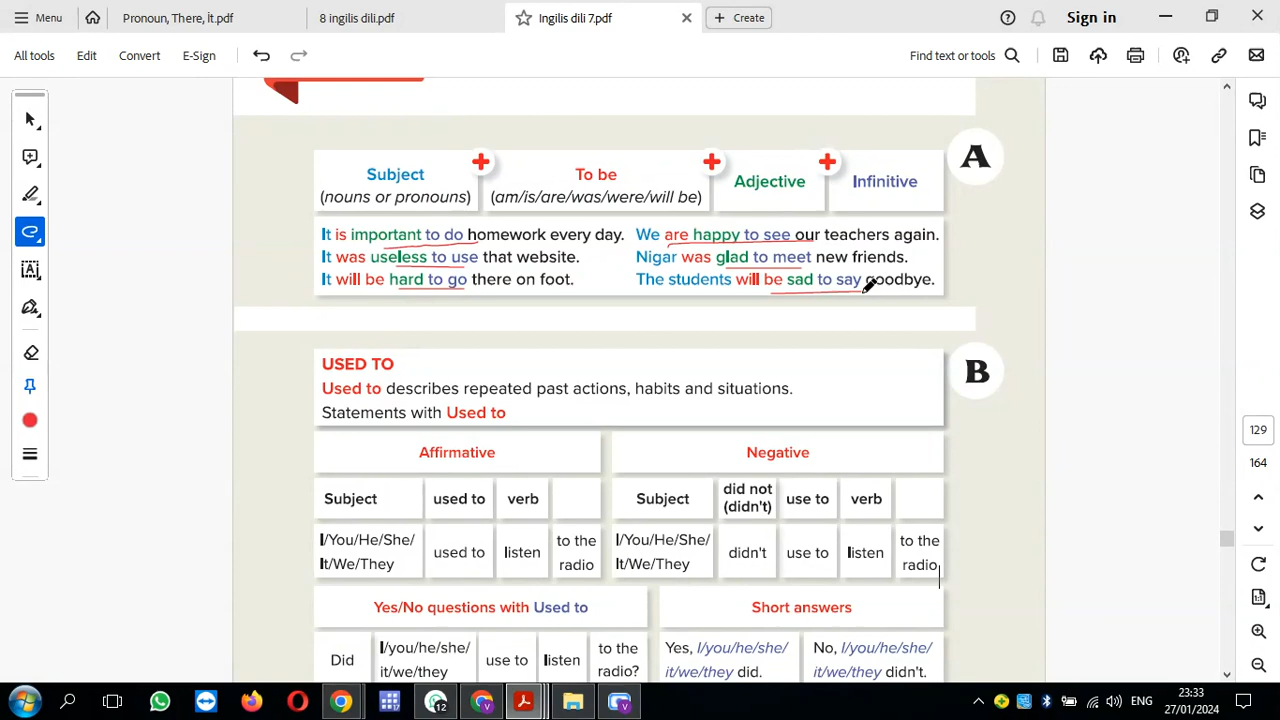 Menu
Pronoun, There, it.pdf
8 ingilis dili.pdf
Ingilis dili 7.pdf
Create
Sign in
All tools
Edit
Convert
E-Sign
Find text or tools
A
Subject
(nouns or pronouns)
To be
(am/is/are/was/were/will be)
Adjective
Infinitive
It is important to do homework every day.
It was useless to use that website.
It will be hard to go there on foot.
We are happy to see our teachers again.
Nigar was glad to meet new friends.
The students will be sad to say goodbye.
B
USED TO
Used to describes repeated past actions, habits and situations.
Statements with Used to
Affirmative
Subject used to verb
I/You/He/She/
It/We/They
used to
listen
to the
radio
Negative
Subject
did not
(didn't)
use to
verb
I/You/He/She/
It/We/They
didn't
use to
listen
to the
radio
Yes/No questions with Used to
Did
I/you/he/she/
it/we/they
use to
listen
to the
radio?
Short answers
Yes, I/you/he/she/
it/we/they did.
No, I/you/he/she/
it/we/they didn't.
129
164
12
ENG
23:33
27/01/2024